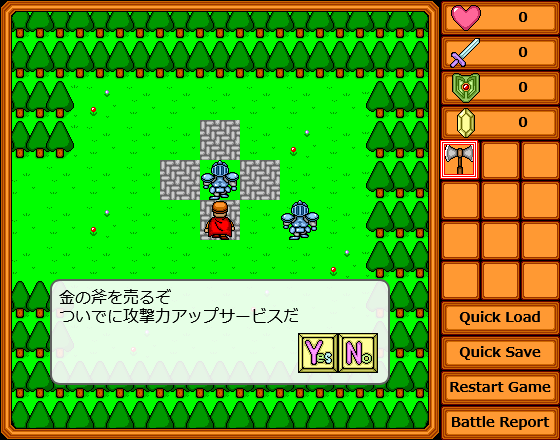 0
0
0
0
金の斧を売るぞ
ついでに攻撃力アップサービスだ
Yes No
Quick Load
Quick Save
Restart Game
Battle Report